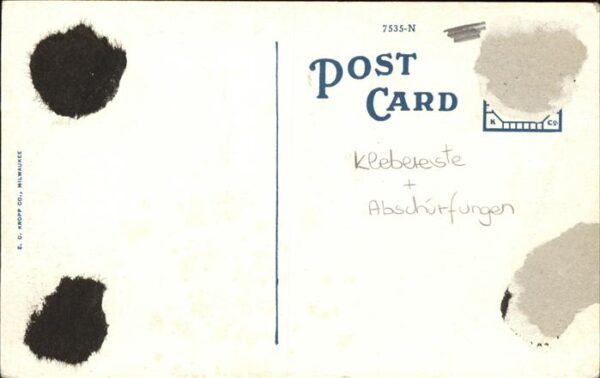 7535-N
POST
CARD
K Co.
E. C. KROPP CO., MILWAUKEE
Klebereste
+
Abschürfungen